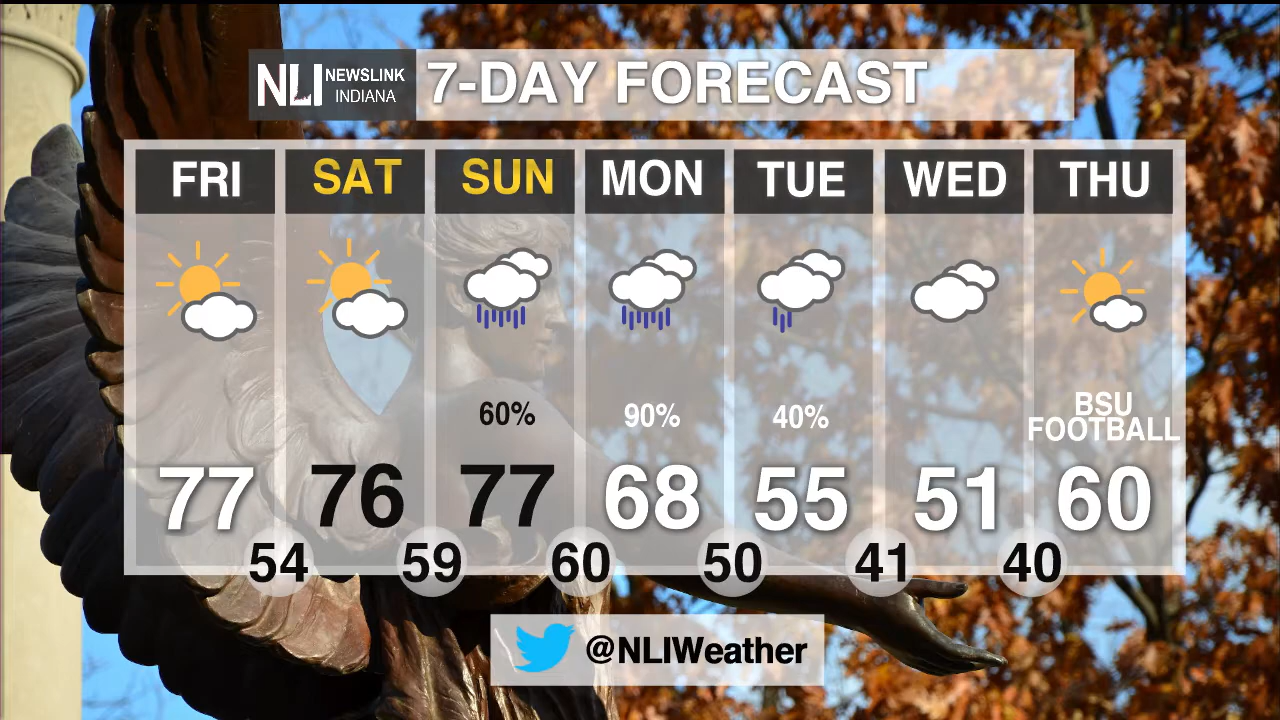 NLI NEWSLINK INDIANA 7-DAY FORECAST
FRI SAT SUN MON TUE WED THU
60% 90% 40% BSU FOOTBALL
77 76 77 68 55 51 60
54 59 60 50 41 40
@NLIWeather